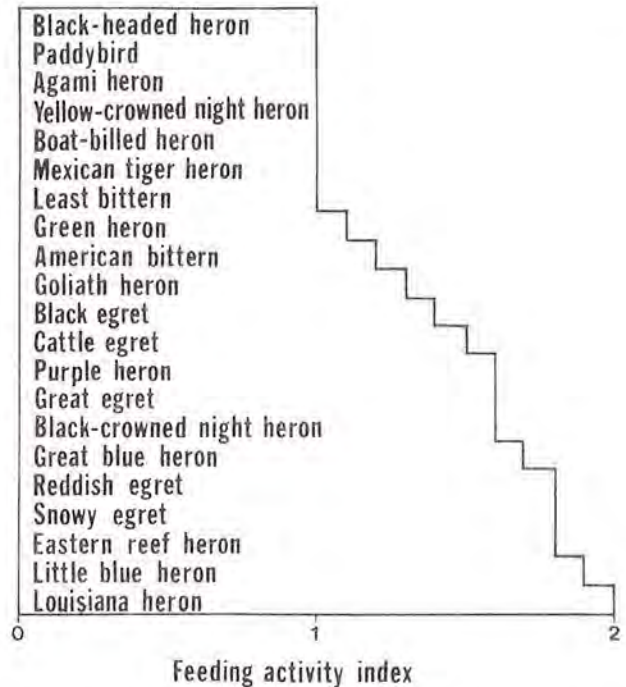 Black-headed heron
Paddybird
Agami heron
Yellow-crowned night heron
Boat-billed heron
Mexican tiger heron
Least bittern
Green heron
American bittern
Goliath heron
Black egret
Cattle egret
Purple heron
Great egret
Black-crowned night heron
Great blue heron
Reddish egret
Snowy egret
Eastern reef heron
Little blue heron
Louisiana heron
0 1 2
Feeding activity index